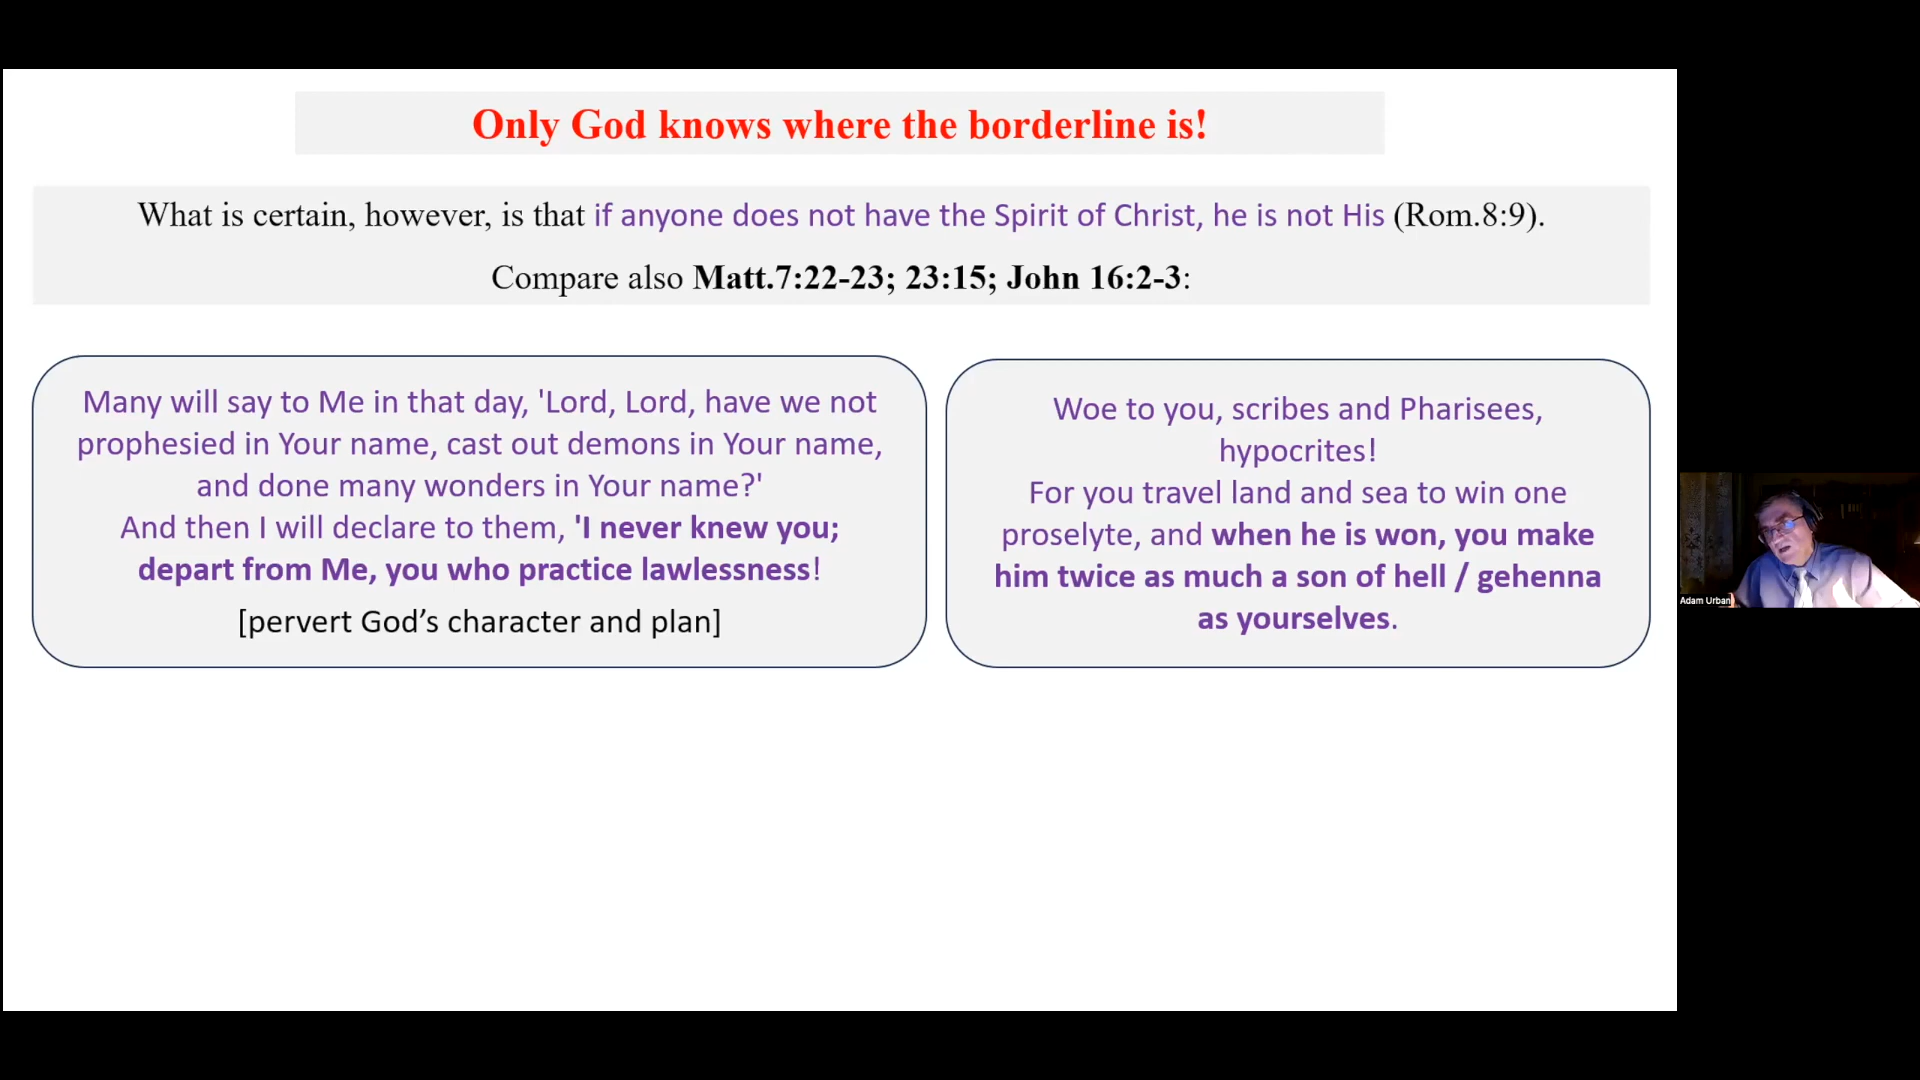 Only God knows where the borderline is!
What is certain, however, is that if anyone does not have the Spirit of Christ, he is not His (Rom.8:9).
Compare also Matt.7:22-23; 23:15; John 16:2-3:
Many will say to Me in that day, 'Lord, Lord, have we not
prophesied in Your name, cast out demons in Your name,
and done many wonders in Your name?'
And then I will declare to them, 'I never knew you;
depart from Me, you who practice lawlessness!
[pervert God’s character and plan]
Woe to you, scribes and Pharisees,
hypocrites!
For you travel land and sea to win one
proselyte, and when he is won, you make
him twice as much a son of hell / gehenna
as yourselves.
Adam Urban